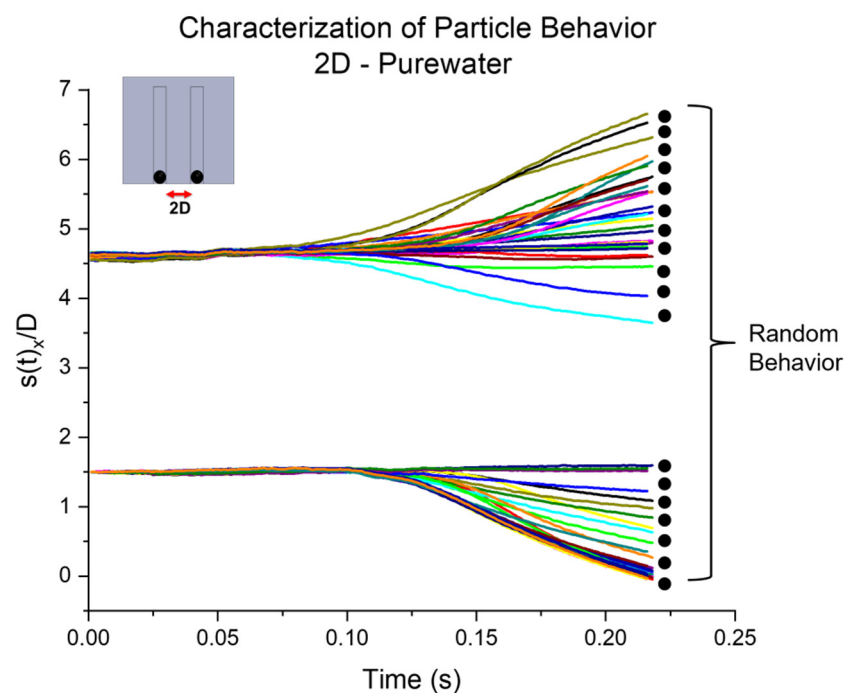 Characterization of Particle Behavior
2D - Purewater
7
6
5
4
3
2
1
0
s(t)ₓ/D
2D
Random
Behavior
0.00
0.05
0.10
0.15
0.20
0.25
Time (s)